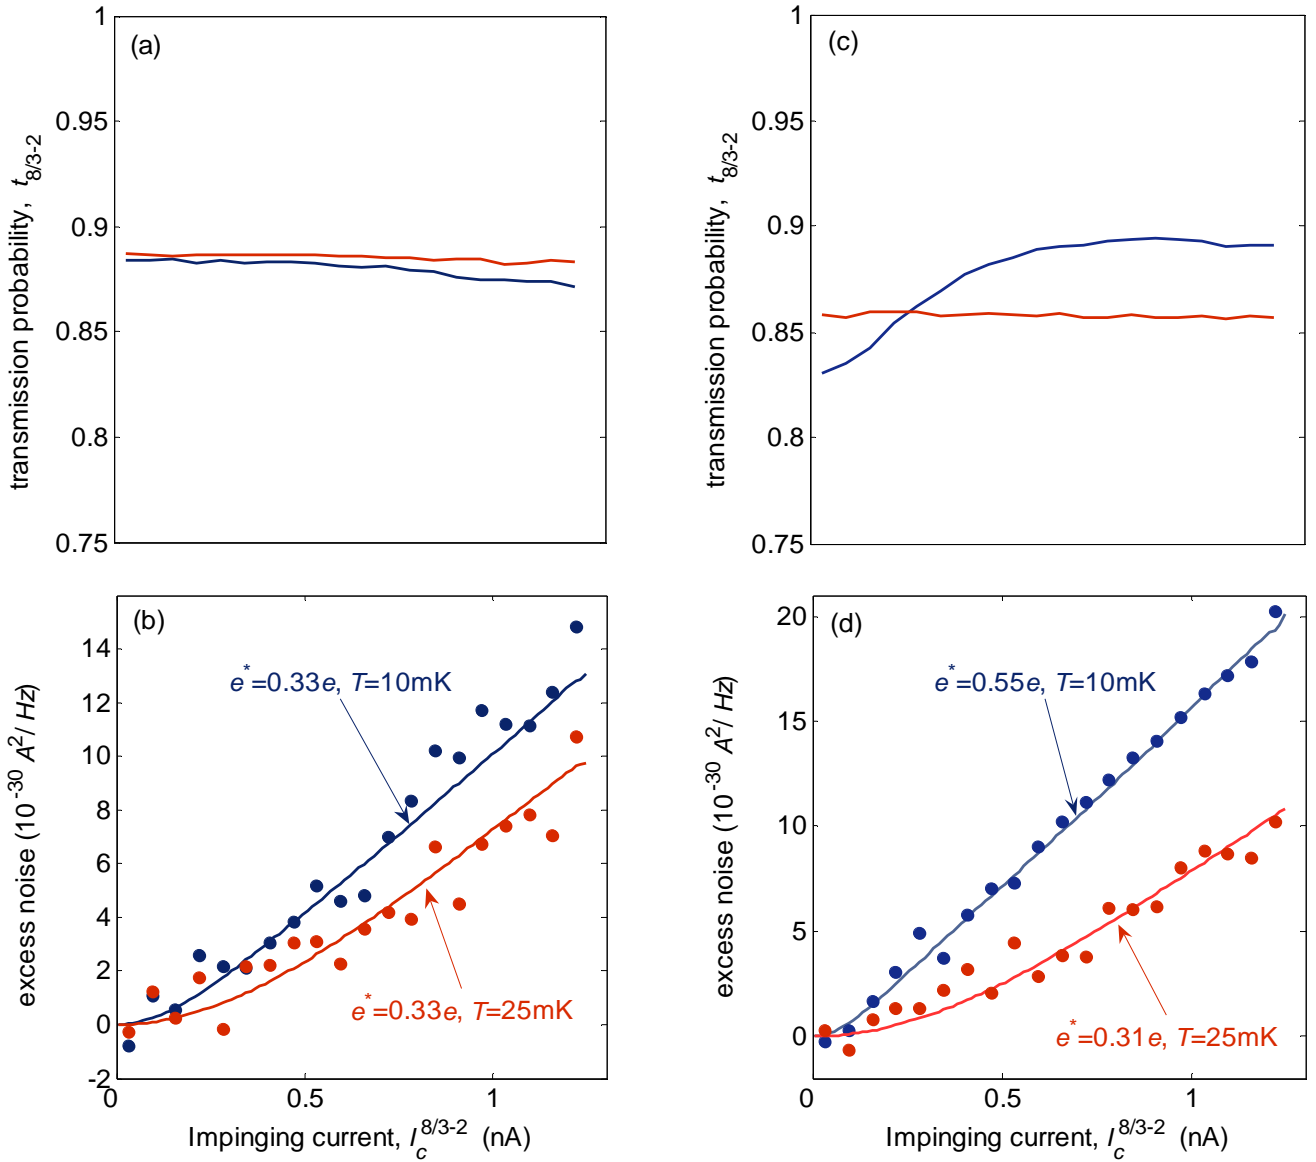 (a)
1
0.95
0.9
0.85
0.8
0.75
transmission probability, t8/3-2
(c)
1
0.95
0.9
0.85
0.8
0.75
transmission probability, t8/3-2
(b)
14
12
10
8
6
4
2
0
-2
excess noise (10-30 A2/ Hz)
e*=0.33e, T=10mK
e*=0.33e, T=25mK
0
0.5
1
Impinging current, Ic8/3-2 (nA)
(d)
20
15
10
5
0
excess noise (10-30 A2/ Hz)
e*=0.55e, T=10mK
e*=0.31e, T=25mK
0
0.5
1
Impinging current, Ic8/3-2 (nA)